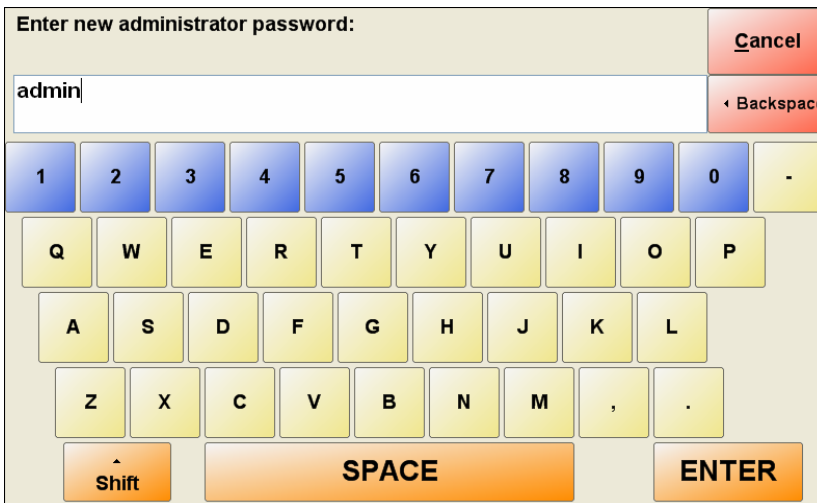 Enter new administrator password:
Cancel
admin
Backspac
1 2 3 4 5 6 7 8 9 0 -
Q W E R T Y U I O P
A S D F G H J K L
Z X C V B N M , .
Shift SPACE ENTER